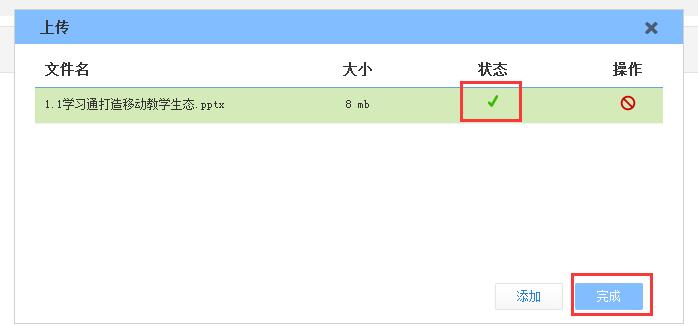 上传
文件名 大小 状态 操作
1.1学习通打造移动教学生态.pptx 8 mb
添加 完成